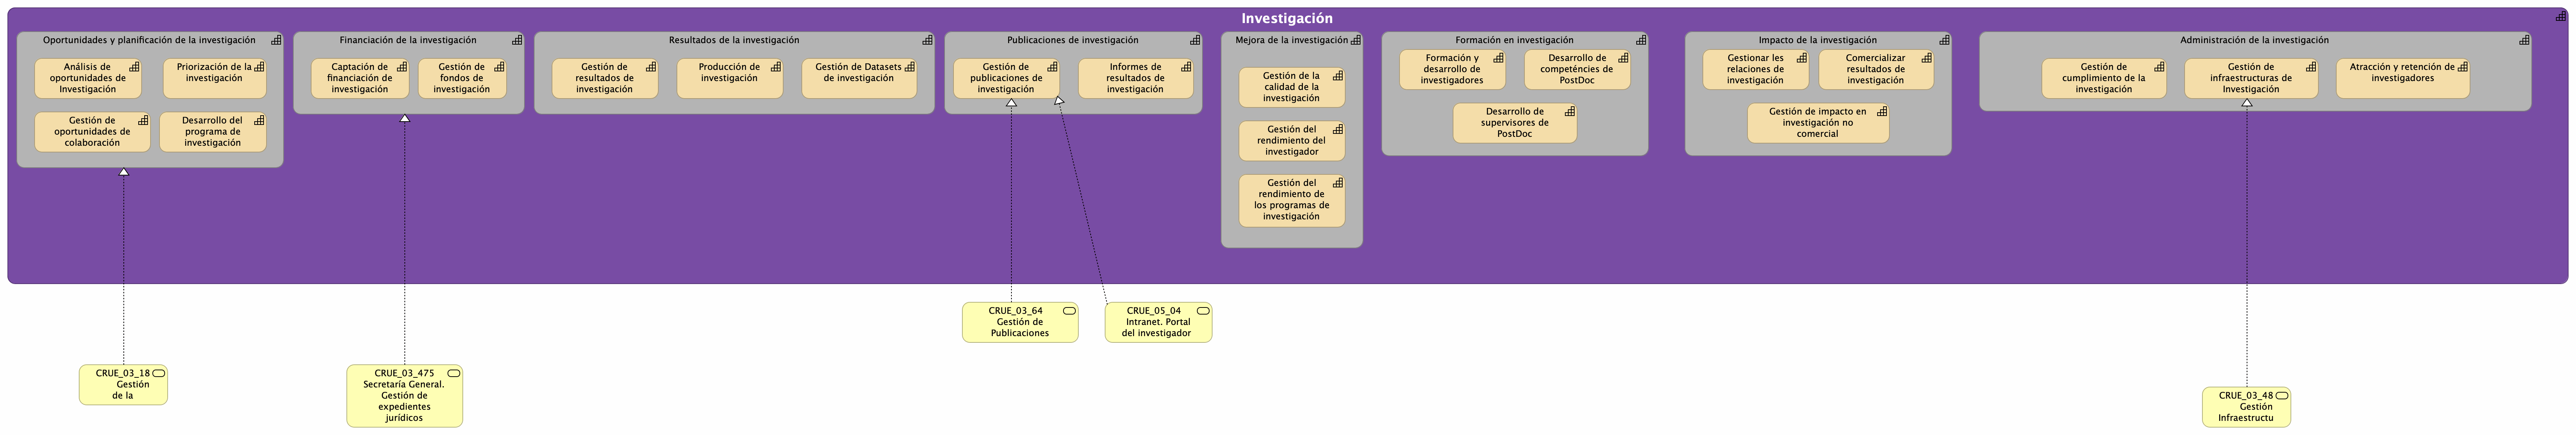 Investigación
Oportunidades y planificación de la investigación
Análisis de
oportunidades de
Investigación
Priorización de la
investigación
Gestión de
oportunidades de
colaboración
Desarrollo del
programa de
investigación
Financiación de la investigación
Captación de
financiación de
investigación
Gestión de
fondos de
investigación
Resultados de la investigación
Gestión de
resultados de
investigación
Producción de
investigación
Gestión de Datasets
de investigación
Publicaciones de investigación
Gestión de
publicaciones de
investigación
Informes de
resultados de
investigación
Mejora de la investigación
Gestión de la
calidad de la
investigación
Gestión del
rendimiento del
investigador
Gestión del
rendimiento de
los programas de
investigación
Formación en investigación
Formación y
desarrollo de
investigadores
Desarrollo de
competéncies de
PostDoc
Desarrollo de
supervisores de
PostDoc
Impacto de la investigación
Gestionar les
relaciones de
investigación
Comercializar
resultados de
investigación
Gestión de impacto en
investigación no
comercial
Administración de la investigación
Gestión de
cumplimiento de la
investigación
Gestión de
infraestructuras de
Investigación
Atracción y retención de
investigadores
CRUE_03_64
Gestión de
Publicaciones
CRUE_05_04
Intranet. Portal
del investigador
CRUE_03_18
Gestión
de la
CRUE_03_475
Secretaría General.
Gestión de
expedientes
jurídicos
CRUE_03_48
Gestión
Infraestructu